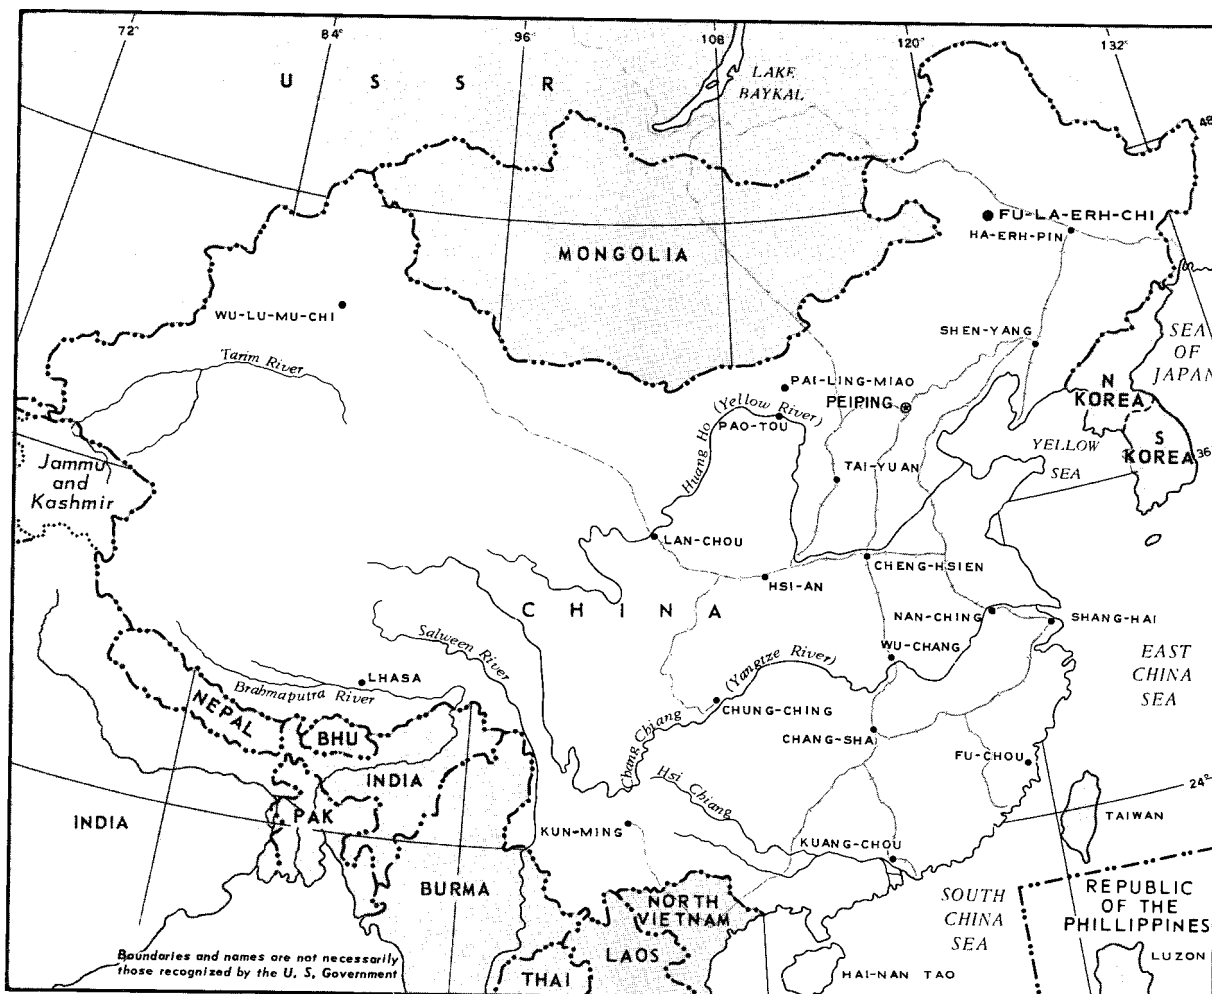 72°
84°
96°
108
120°
132°
U S S R
LAKE
BAYKAL
48
FU-LA-ERH-CHI
HA-ERH-PIN
MONGOLIA
WU-LU-MU-CHI
SHEN-YANG
SEA
OF
JAPAN
Tarim River
PAI-LING-MIAO
PEIPING
N
KOREA
(Yellow River)
PAO-TOU
Huang Ho
YELLOW
SEA
S
KOREA
36
TAI-YUAN
Jammu
and
Kashmir
LAN-CHOU
CHENG-HSIEN
HSI-AN
C H I N A
NAN-CHING
SHANG-HAI
Salween River
WU-CHANG
EAST
CHINA
SEA
(Yangtze River)
LHASA
Brahmaputra River
NEPAL
CHUNG-CHING
Chang Chiang
BHU
CHANG-SHA
FU-CHOU
INDIA
Hsi Chiang
24°
PAK
INDIA
KUN-MING
KUANG-CHOU
TAIWAN
BURMA
NORTH
VIETNAM
SOUTH
CHINA
SEA
REPUBLIC
OF THE
PHILLIPPINES
LAOS
LUZON
Boundaries and names are not necessarily
those recognized by the U. S. Government
THAI
HAI-NAN TAO